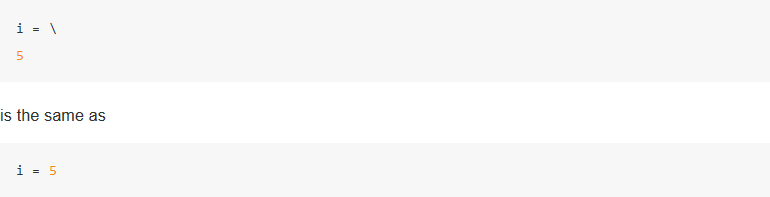 i = \
5
is the same as
i = 5